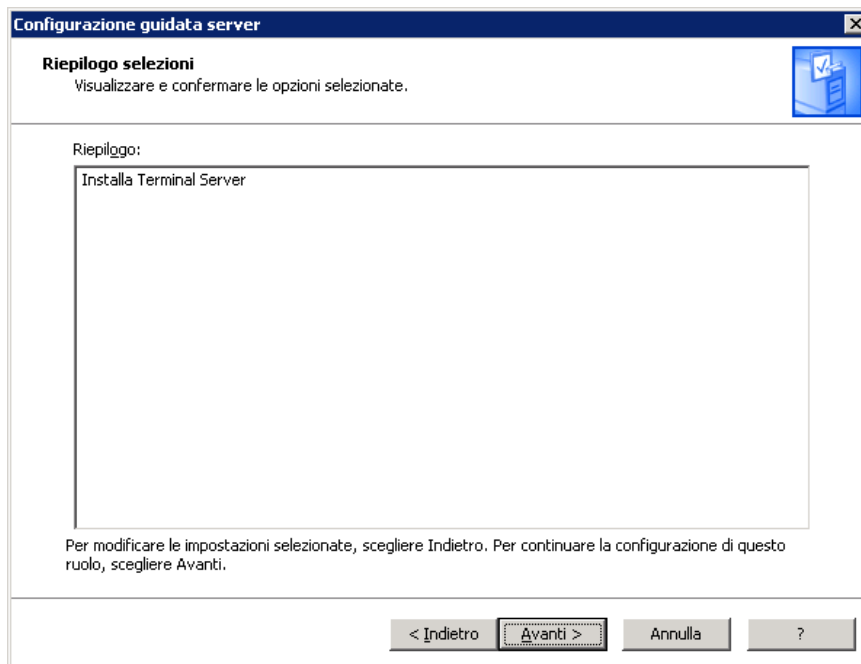 Configurazione guidata server
Riepilogo selezioni
Visualizzare e confermare le opzioni selezionate.
Riepilogo:
Installa Terminal Server
Per modificare le impostazioni selezionate, scegliere Indietro. Per continuare la configurazione di questo
ruolo, scegliere Avanti.
< Indietro
Avanti >
Annulla
?